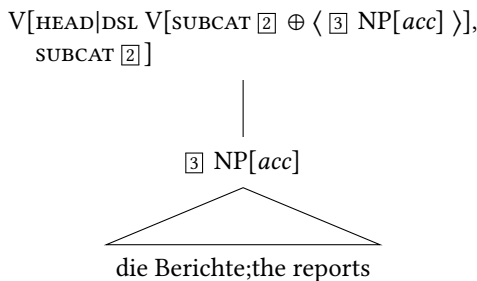 V[HEAD|DSL V[SUBCAT 2 ⊕ ⟨ 3 NP[acc] ⟩],
SUBCAT 2 ]
3 NP[acc]
die Berichte;the reports